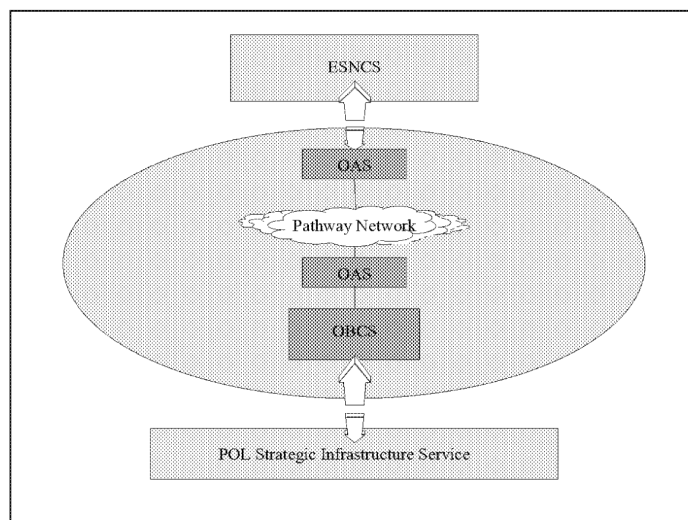 ESNCS
OAS
Pathway Network
OAS
OBCS
POL Strategic Infrastructure Service